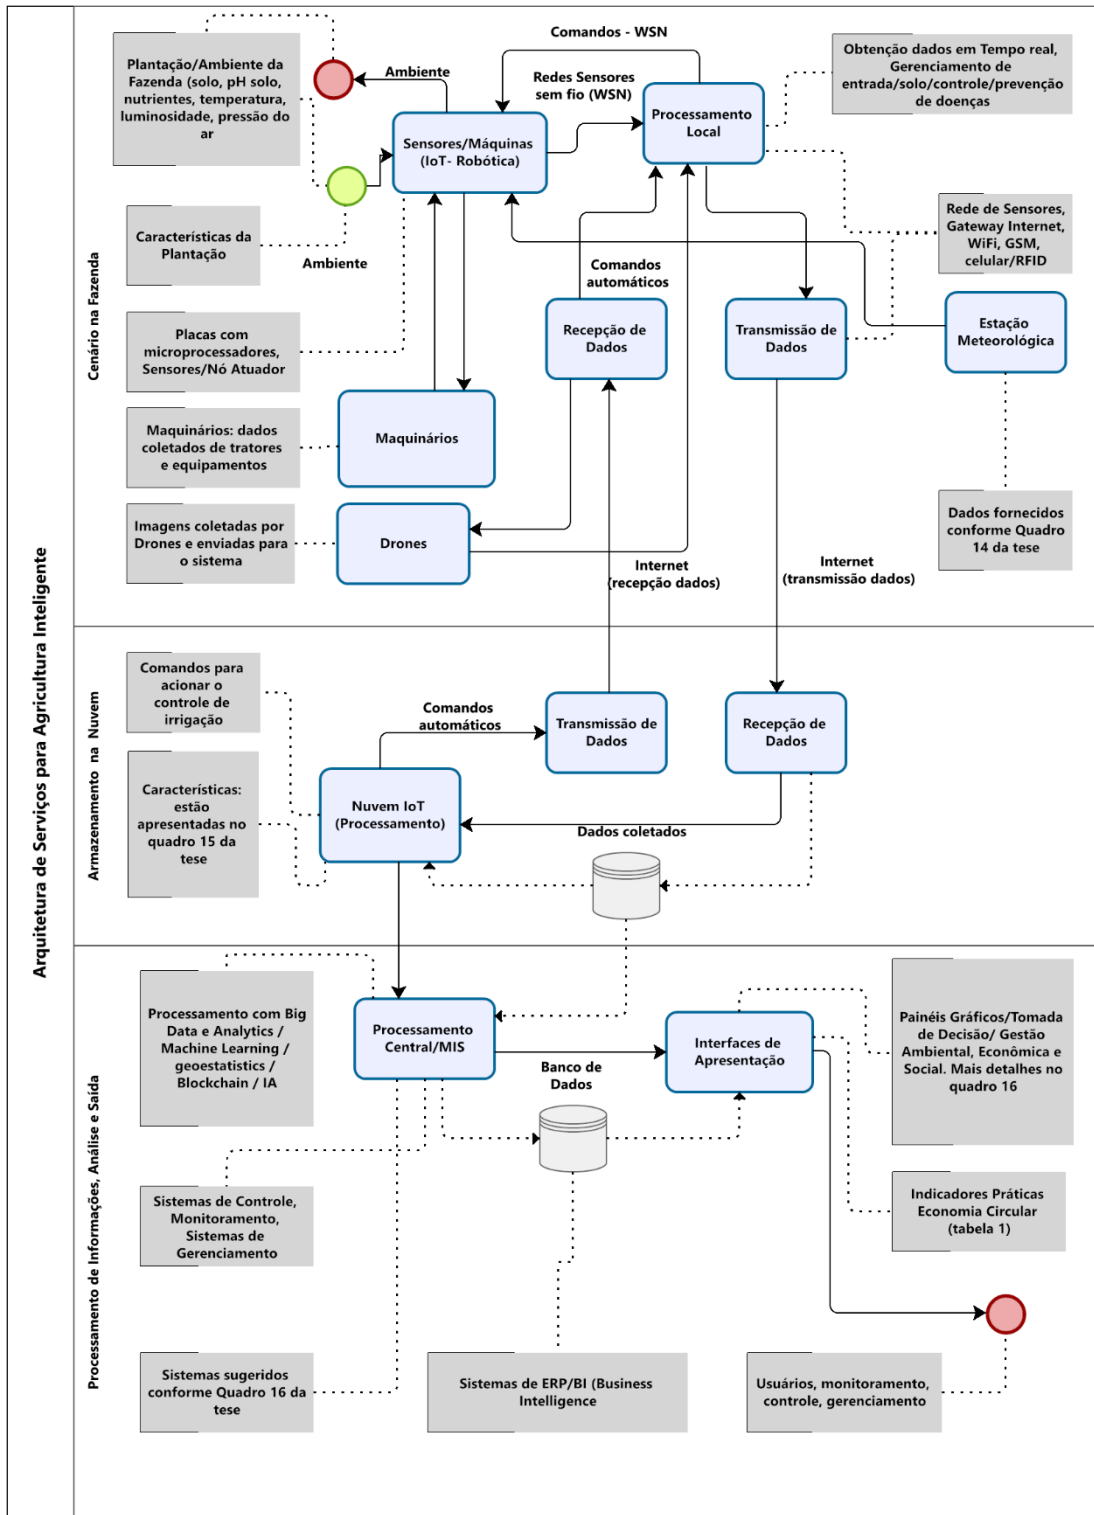 Arquitetura de Serviços para Agricultura Inteligente
Cenário na Fazenda
Plantação/Ambiente da
Fazenda (solo, pH solo,
nutrientes, temperatura,
luminosidade, pressão do
ar
Ambiente
Comandos - WSN
Redes Sensores
sem fio (WSN)
Sensores/Máquinas
(IoT- Robótica)
Processamento
Local
Obtenção dados em Tempo real,
Gerenciamento de
entrada/solo/controle/prevenção
de doenças
Características da
Plantação
Ambiente
Rede de Sensores,
Gateway Internet,
WiFi, GSM,
celular/RFID
Comandos
automáticos
Placas com
microprocessadores,
Sensores/Nó Atuador
Recepção de
Dados
Transmissão de
Dados
Estação
Meteorológica
Maquinários: dados
coletados de tratores
e equipamentos
Maquinários
Imagens coletadas por
Drones e enviadas para
o sistema
Drones
Dados fornecidos
conforme Quadro
14 da tese
Internet
(recepção dados)
Internet
(transmissão dados)
Armazenamento na Nuvem
Comandos para
acionar o
controle de
irrigação
Comandos
automáticos
Transmissão de
Dados
Recepção de
Dados
Características:
estão
apresentadas no
quadro 15 da
tese
Nuvem IoT
(Processamento)
Dados coletados
Processamento de Informações, Análise e Saída
Processamento com Big
Data e Analytics /
Machine Learning /
geostatistics /
Blockchain / IA
Processamento
Central/MIS
Banco de
Dados
Interfaces de
Apresentação
Painéis Gráficos/Tomada
de Decisão/ Gestão
Ambiental, Econômica e
Social. Mais detalhes no
quadro 16
Sistemas de Controle,
Monitoramento,
Sistemas de
Gerenciamento
Indicadores Práticas
Economia Circular
(tabela 1)
Sistemas sugeridos
conforme Quadro 16 da
tese
Sistemas de ERP/BI (Business
Intelligence
Usuários, monitoramento,
controle, gerenciamento